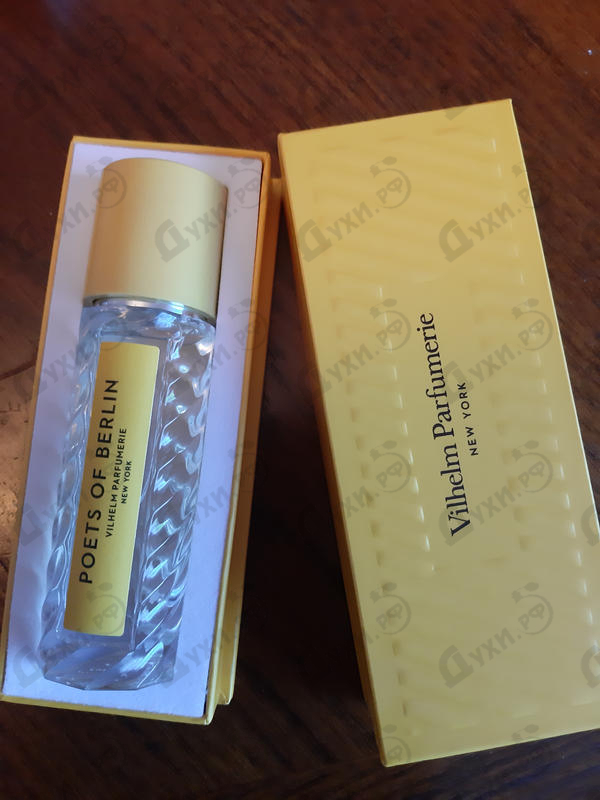 POETS OF BERLIN
VILHELM PARFUMERIE
NEW YORK
Vilhelm Parfumerie
NEW YORK
Духи.рф